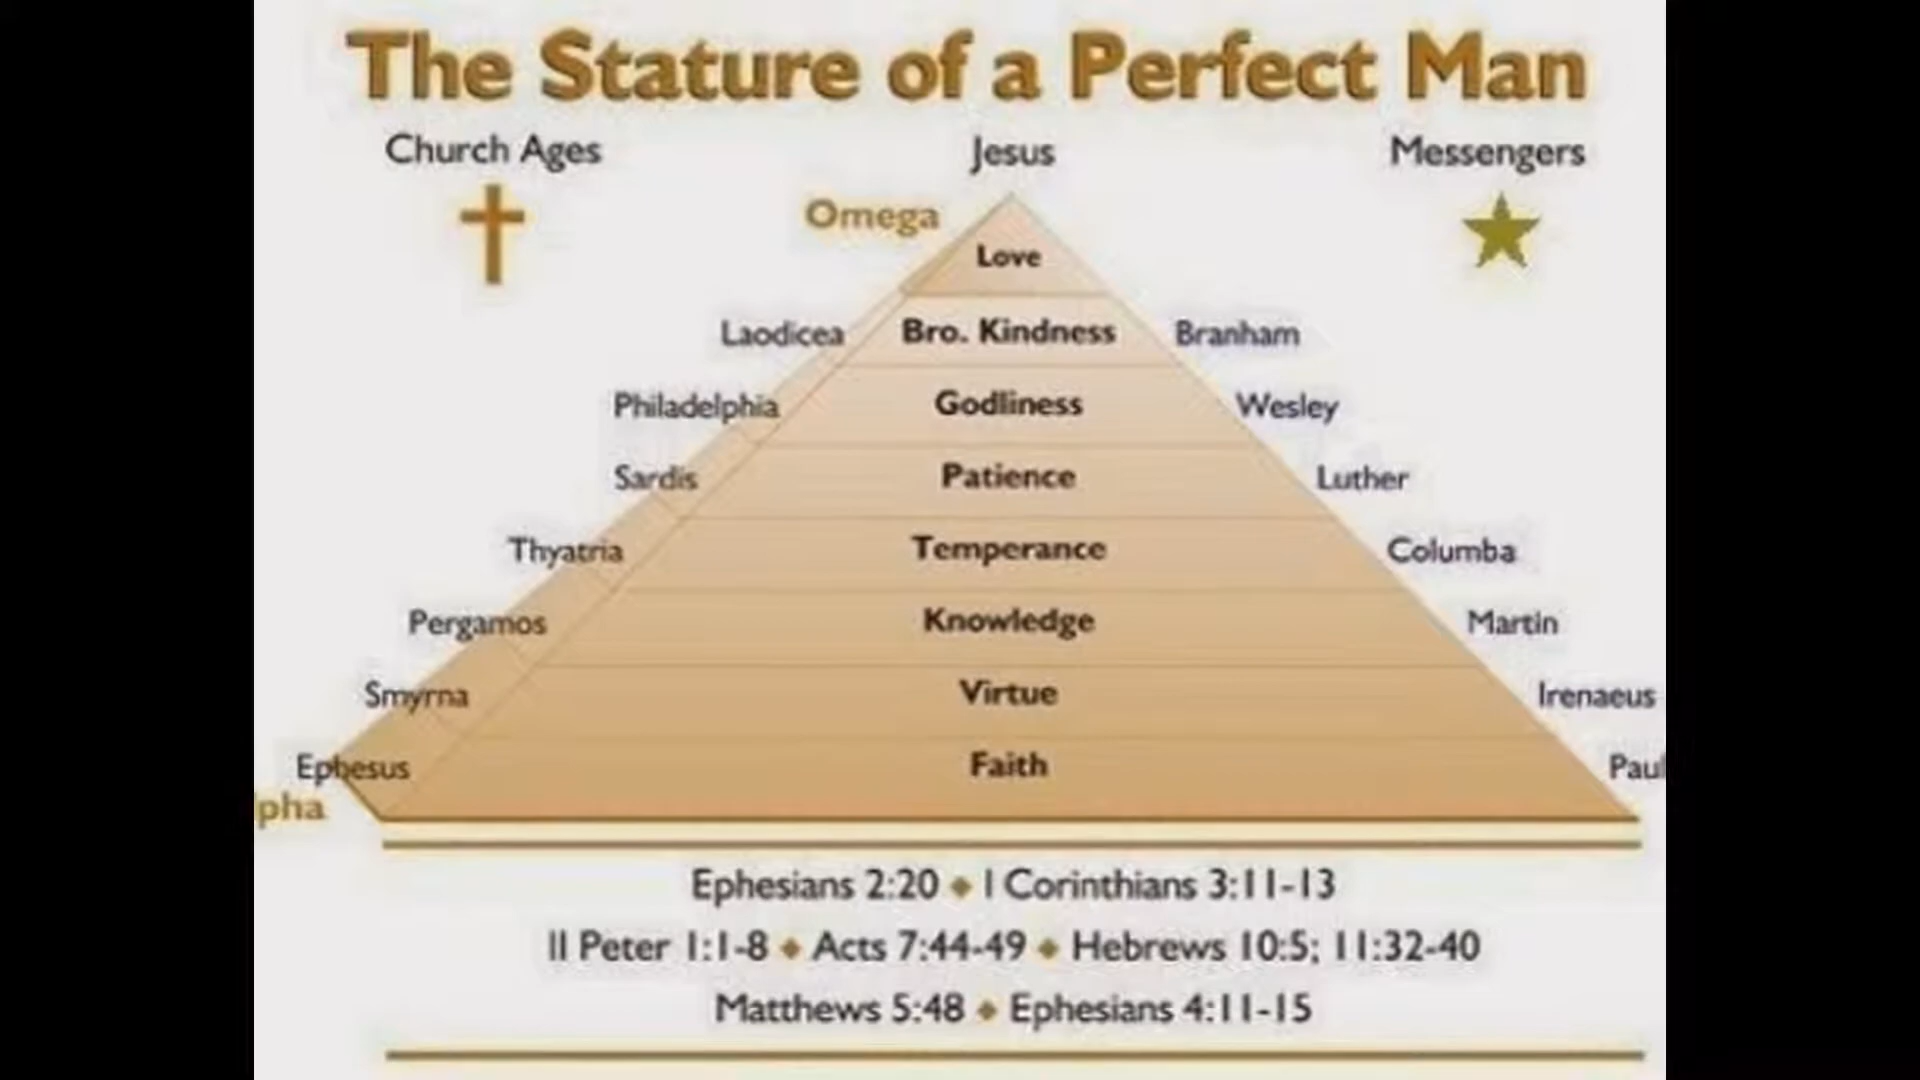 The Stature of a Perfect Man
Church Ages Jesus Messengers
Omega
Love
Laodicea Bro. Kindness Branham
Philadelphia Godliness Wesley
Sardis Patience Luther
Thyatria Temperance Columba
Pergamos Knowledge Martin
Smyrna Virtue Irenaeus
Ephesus Faith Paul
lpha
Ephesians 2:20 ◆ I Corinthians 3:11-13
II Peter 1:1-8 ◆ Acts 7:44-49 ◆ Hebrews 10:5; 11:32-40
Matthews 5:48 ◆ Ephesians 4:11-15